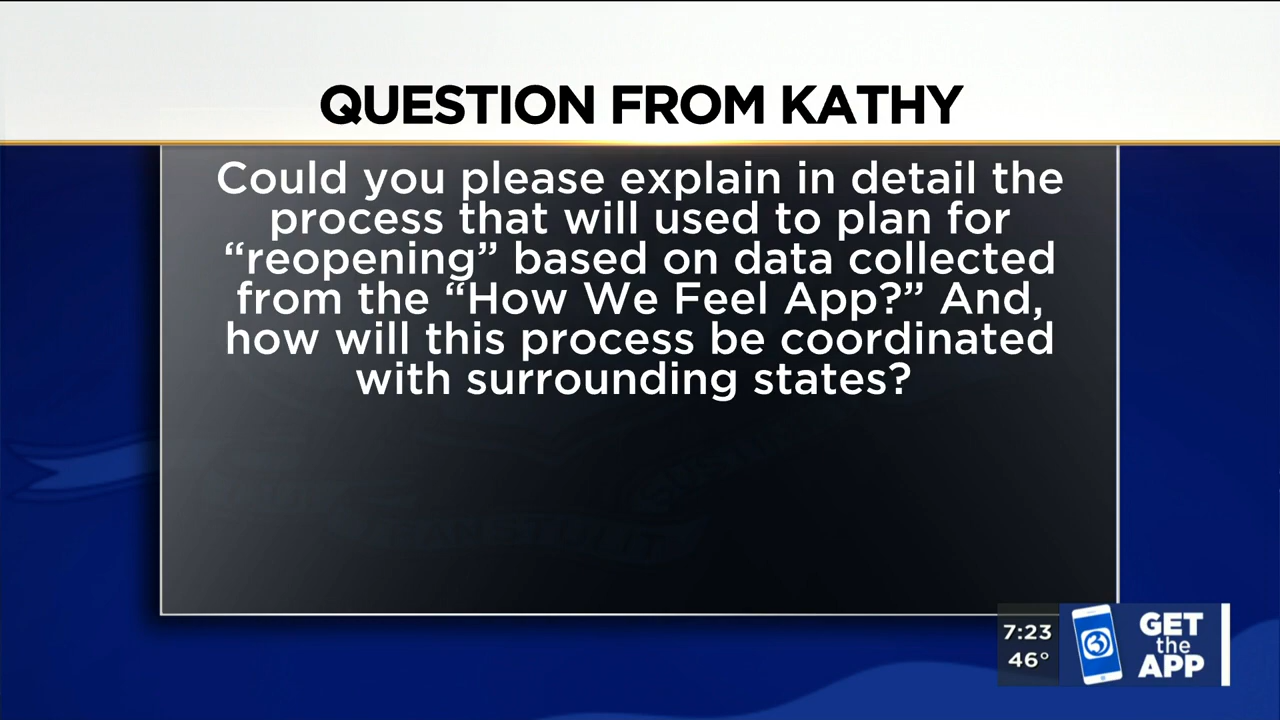 QUESTION FROM KATHY
Could you please explain in detail the
process that will used to plan for
“reopening” based on data collected
from the “How We Feel App?” And,
how will this process be coordinated
with surrounding states?
7:23
46°
3
GET
the
APP